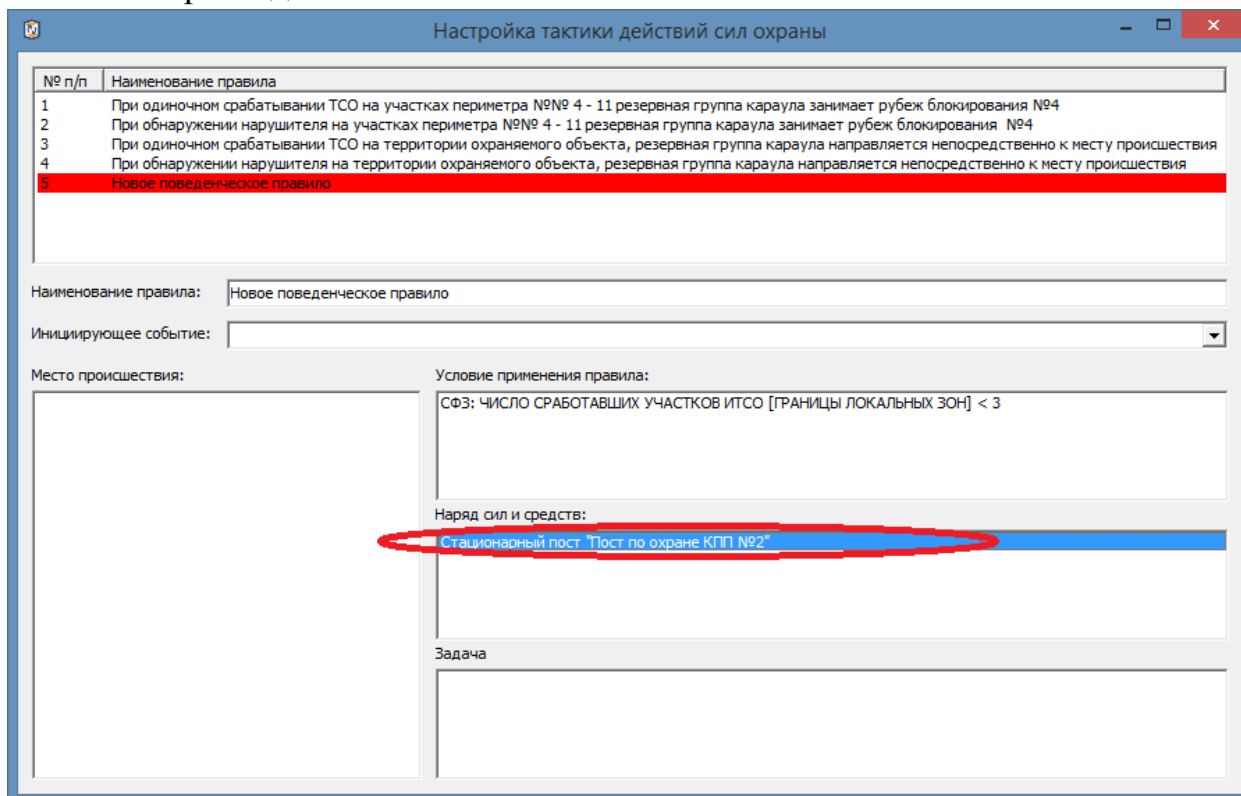 Настройка тактики действий сил охраны
№ п/п Наименование правила
1 При одиночном срабатывании ТСО на участках периметра №№ 4 - 11 резервная группа караула занимает рубеж блокирования №4
2 При обнаружении нарушителя на участках периметра №№ 4 - 11 резервная группа караула занимает рубеж блокирования №4
3 При одиночном срабатывании ТСО на территории охраняемого объекта, резервная группа караула направляется непосредственно к месту происшествия
4 При обнаружении нарушителя на территории охраняемого объекта, резервная группа караула направляется непосредственно к месту происшествия
5 Новое поведенческое правило
Наименование правила: Новое поведенческое правило
Инициирующее событие:
Место происшествия:
Условие применения правила:
СФЗ: ЧИСЛО СРАБОТАВШИХ УЧАСТКОВ ИТСО [ГРАНИЦЫ ЛОКАЛЬНЫХ ЗОН] < 3
Наряд сил и средств:
Стационарный пост "Пост по охране КПП №2"
Задача